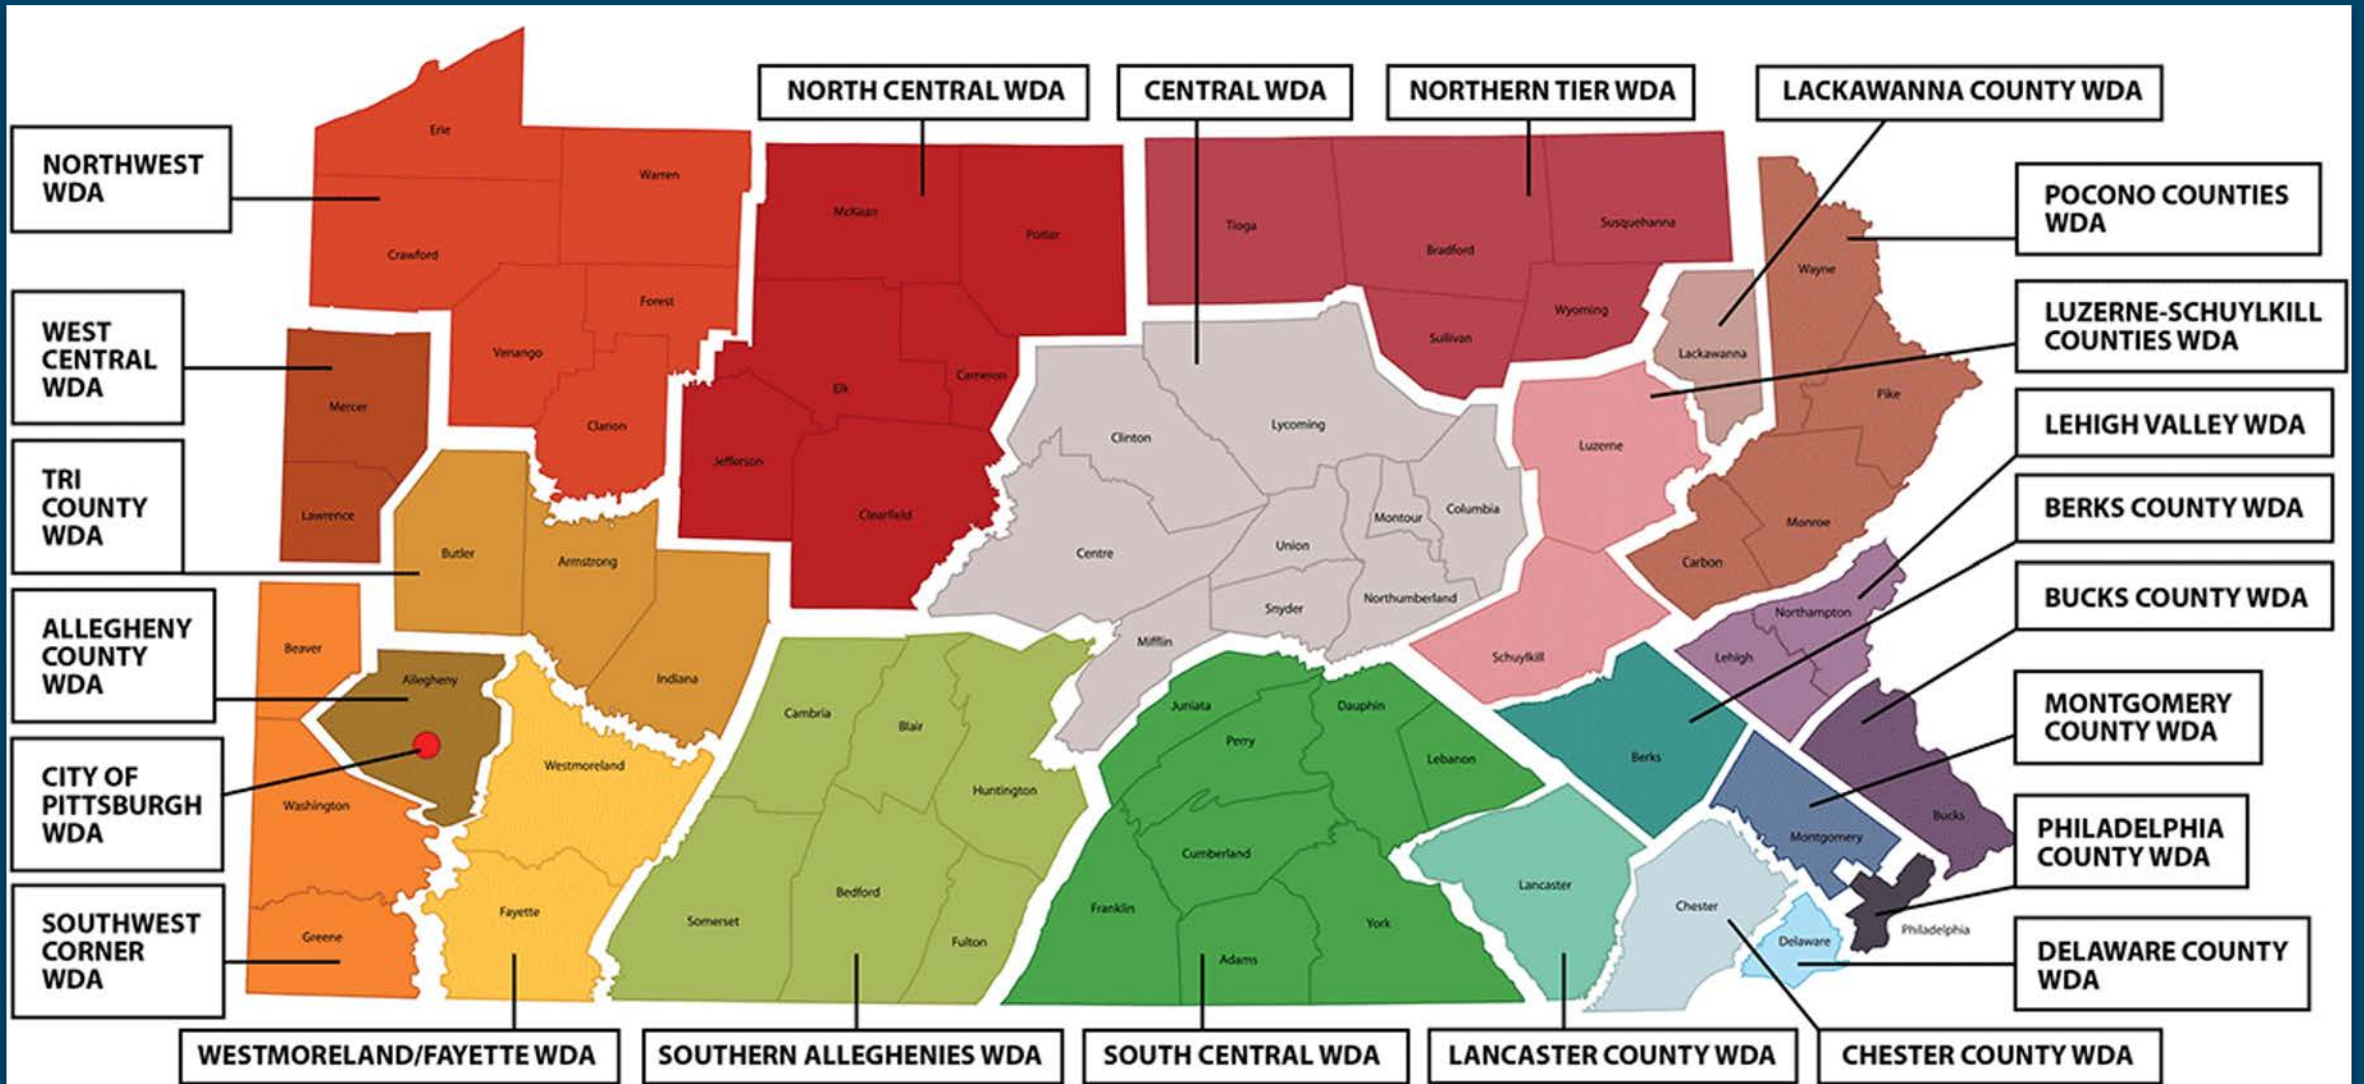 NORTH CENTRAL WDA
CENTRAL WDA
NORTHERN TIER WDA
LACKAWANNA COUNTY WDA
NORTHWEST
WDA
WEST
CENTRAL
WDA
TRI
COUNTY
WDA
ALLEGHENY
COUNTY
WDA
CITY OF
PITTSBURGH
WDA
SOUTHWEST
CORNER
WDA
Erie
Warren
Crawford
Forest
Venango
Clarion
Mercer
Lawrence
Butler
Armstrong
Indiana
Beaver
Allegheny
Washington
Greene
Westmoreland
Fayette
McKean
Potter
Elk
Cameron
Jefferson
Clearfield
Tioga
Bradford
Susquehanna
Sullivan
Wyoming
Clinton
Lycoming
Centre
Union
Montour
Columbia
Snyder
Northumberland
Mifflin
Lackawanna
Wayne
Pike
Monroe
Carbon
Luzerne
Schuylkill
Northampton
Lehigh
Cambria
Blair
Huntington
Somerset
Bedford
Fulton
Juniata
Perry
Dauphin
Lebanon
Cumberland
Franklin
Adams
York
Berks
Lancaster
Chester
Montgomery
Bucks
Delaware
Philadelphia
POCONO COUNTIES
WDA
LUZERNE-SCHUYLKILL
COUNTIES WDA
LEHIGH VALLEY WDA
BERKS COUNTY WDA
BUCKS COUNTY WDA
MONTGOMERY
COUNTY WDA
PHILADELPHIA
COUNTY WDA
DELAWARE COUNTY
WDA
WESTMORELAND/FAYETTE WDA
SOUTHERN ALLEGHENIES WDA
SOUTH CENTRAL WDA
LANCASTER COUNTY WDA
CHESTER COUNTY WDA